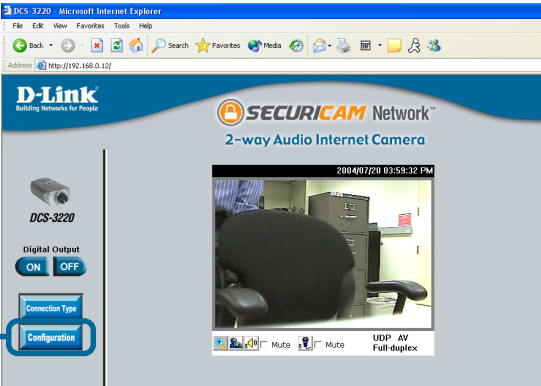 DCS-3220 - Microsoft Internet Explorer
File Edit View Favorites Tools Help
Back Search Favorites Media
Address http://192.168.0.12/
D-Link
Building Networks for People
SECURICAM Network™
2-way Audio Internet Camera
2004/07/20 03:59:32 PM
DCS-3220
Digital Output
ON OFF
Connection Type
Configuration
Mute Mute UDP AV
Full-duplex